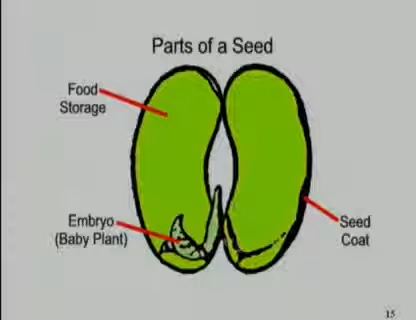 Parts of a Seed
Food
Storage
Embryo
(Baby Plant)
Seed
Coat
15